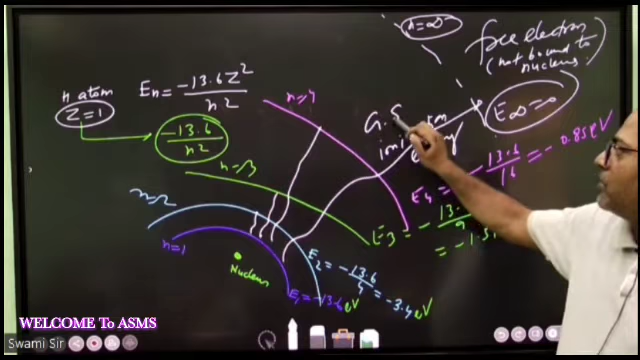 n=∞
free electron
(not bound to
nucleus)
H atom
Z=1
En = -13.6Z²/n²
-13.6/n²
n=4
G.S
E∞=0
n=3
E4 = -13.6/16 = -0.85eV
n=2
n=1
Nucleus
E3 = -13.
9
= -1.51
E2 = -13.6/4 = -3.4eV
E1 = -13.6eV
WELCOME To ASMS
Swami Sir